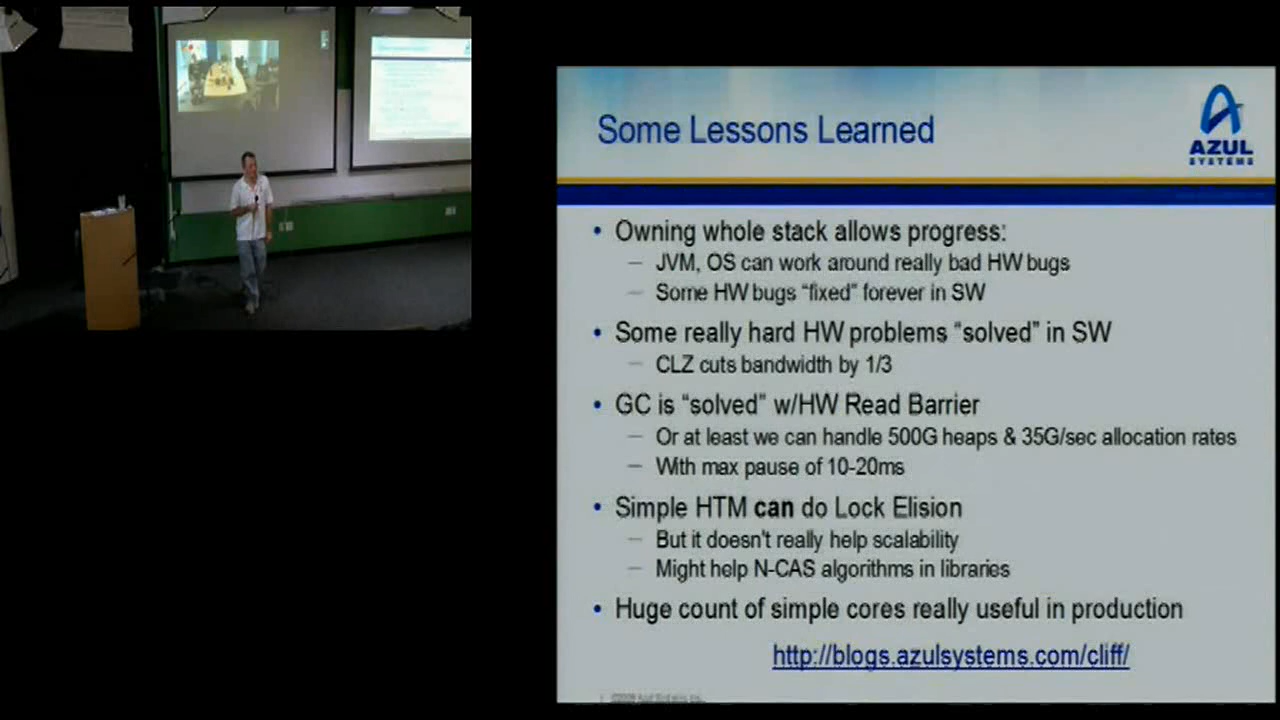 Some Lessons Learned
AZUL
SYSTEMS
• Owning whole stack allows progress:
– JVM, OS can work around really bad HW bugs
– Some HW bugs “fixed” forever in SW
• Some really hard HW problems “solved” in SW
– CLZ cuts bandwidth by 1/3
• GC is “solved” w/HW Read Barrier
– Or at least we can handle 500G heaps & 35G/sec allocation rates
– With max pause of 10-20ms
• Simple HTM can do Lock Elision
– But it doesn't really help scalability
– Might help N-CAS algorithms in libraries
• Huge count of simple cores really useful in production
http://blogs.azulsystems.com/cliff/